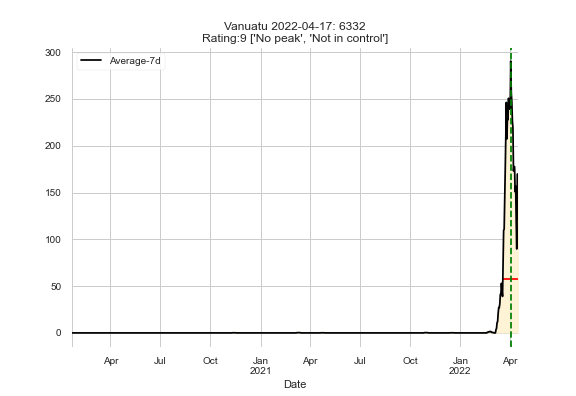 Vanuatu 2022-04-17: 6332
Rating:9 ['No peak', 'Not in control']
Average-7d
300
250
200
150
100
50
0
Apr Jul Oct Jan Apr Jul Oct Jan Apr
2021 2022
Date